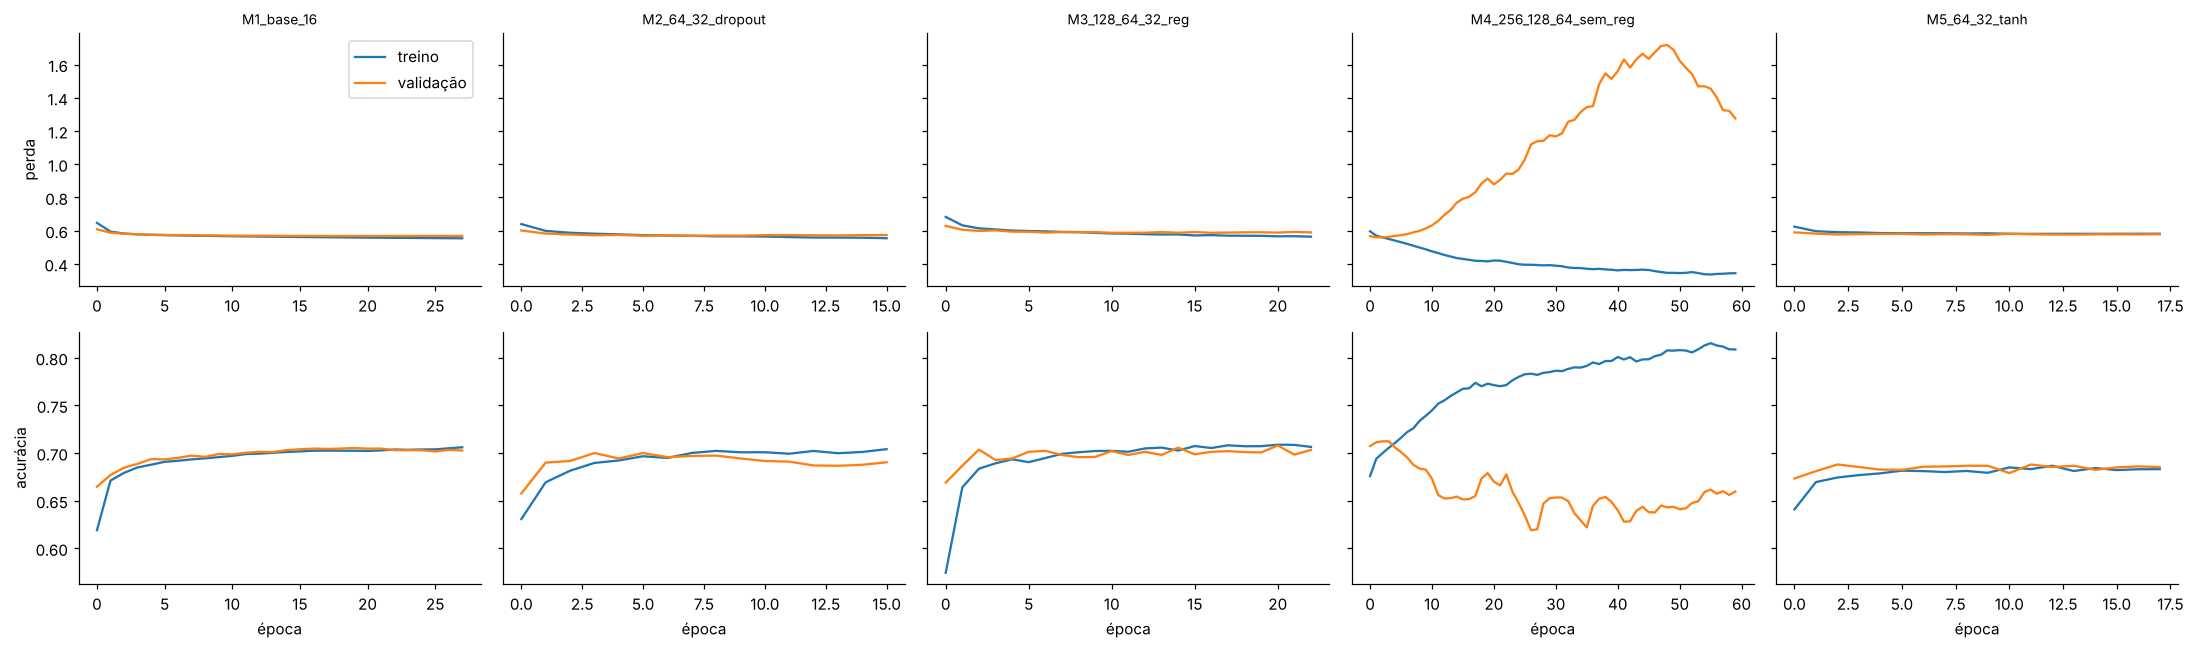 M1_base_16
M2_64_32_dropout
M3_128_64_32_reg
M4_256_128_64_sem_reg
M5_64_32_tanh
treino
validação
perda
1.6
1.4
1.2
1.0
0.8
0.6
0.4
0 5 10 15 20 25
0.0 2.5 5.0 7.5 10.0 12.5 15.0
0 5 10 15 20
0 10 20 30 40 50 60
0.0 2.5 5.0 7.5 10.0 12.5 15.0 17.5
acurácia
0.80
0.75
0.70
0.65
0.60
0 5 10 15 20 25
0.0 2.5 5.0 7.5 10.0 12.5 15.0
0 5 10 15 20
0 10 20 30 40 50 60
0.0 2.5 5.0 7.5 10.0 12.5 15.0 17.5
época
época
época
época
época